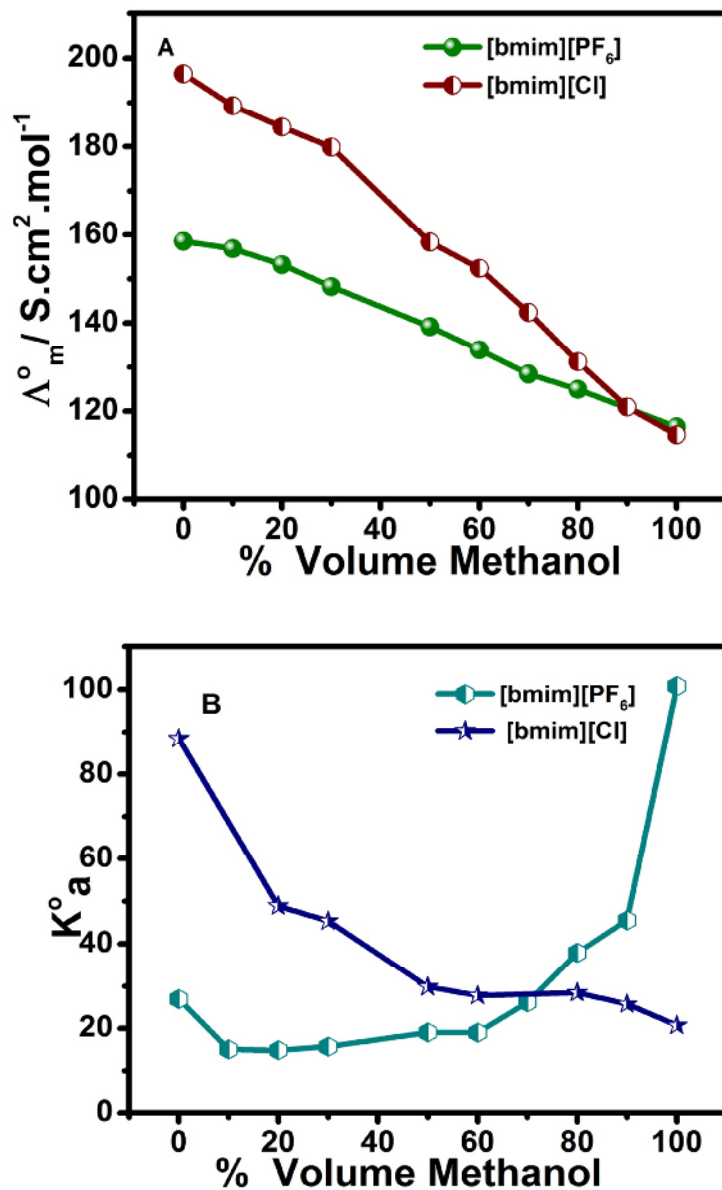 A
[bmim][PF₆]
[bmim][Cl]
200
180
160
140
120
100
Λ°ₘ/ S.cm².mol⁻¹
0 20 40 60 80 100
% Volume Methanol
B
[bmim][PF₆]
[bmim][Cl]
100
80
60
40
20
0
K°a
0 20 40 60 80 100
% Volume Methanol